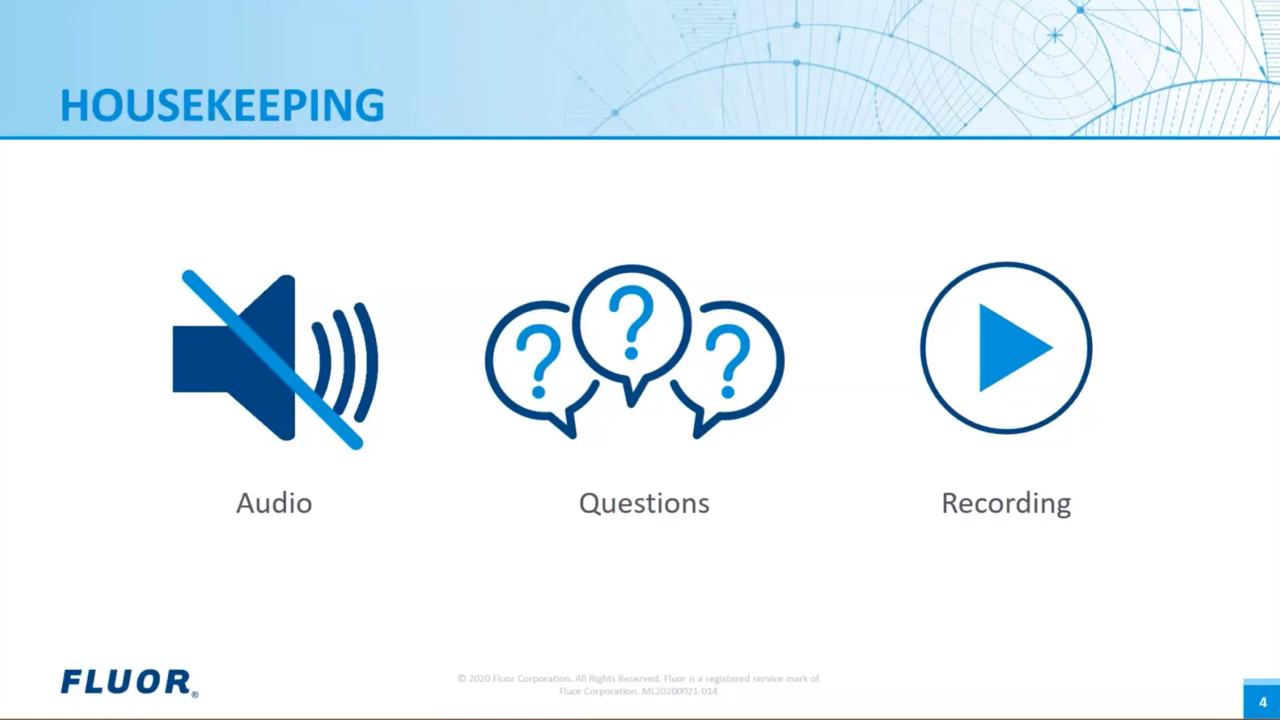 HOUSEKEEPING
? ? ?
Audio
Questions
Recording
FLUOR®
© 2020 Fluor Corporation. All Rights Reserved. Fluor is a registered service mark of
Fluor Corporation. ML20200021-014
4